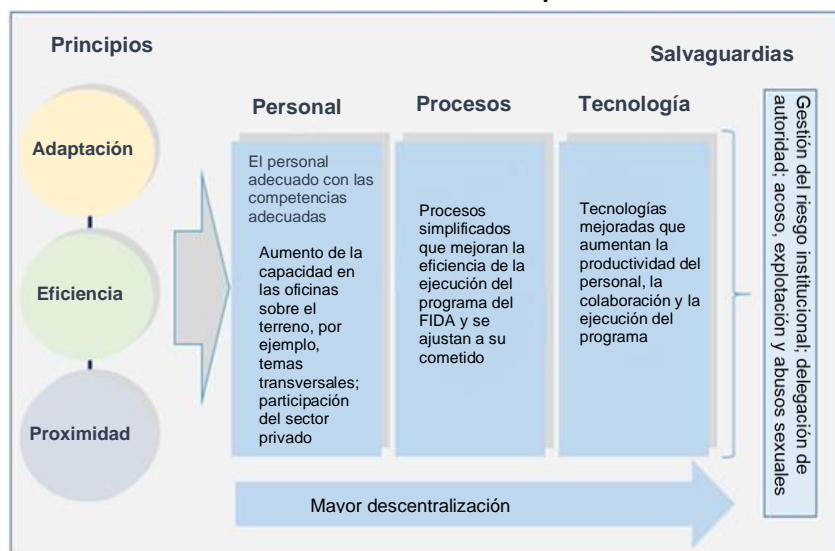 Principios
Salvaguardias
Adaptación
Eficiencia
Proximidad
Personal
El personal
adecuado con las
competencias
adecuadas
Aumento de la
capacidad en
las oficinas
sobre el
terreno, por
ejemplo,
temas
transversales;
participación
del sector
privado
Procesos
Procesos
simplificados
que mejoran la
eficiencia de la
ejecución del
programa del
FIDA y se
ajustan a su
cometido
Tecnología
Tecnologías
mejoradas que
aumentan la
productividad del
personal, la
colaboración y la
ejecución del
programa
Gestión del riesgo institucional; delegación de
autoridad; acoso, explotación y abusos sexuales
Mayor descentralización